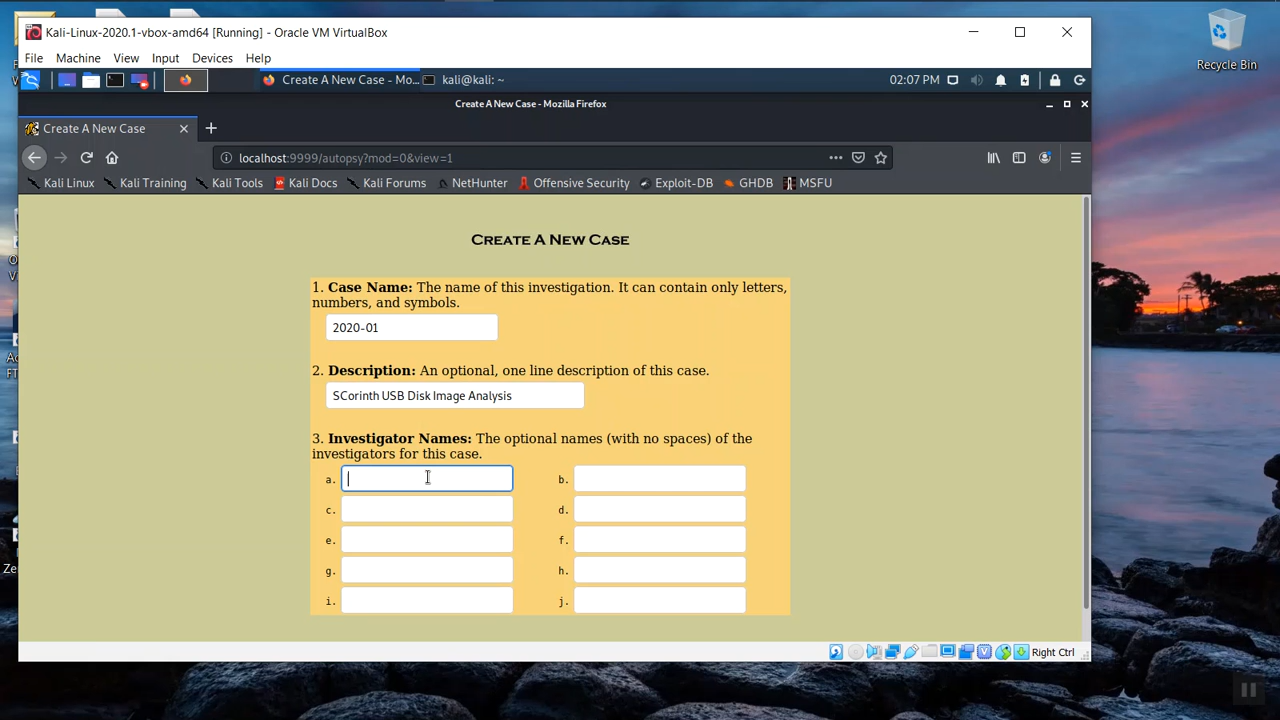 Kali-Linux-2020.1-vbox-amd64 [Running] - Oracle VM VirtualBox
File Machine View Input Devices Help
Create A New Case - Mo... kali@kali: ~ 02:07 PM
Create A New Case - Mozilla Firefox
Create A New Case
localhost:9999/autopsy?mod=0&view=1
Kali Linux Kali Training Kali Tools Kali Docs Kali Forums NetHunter Offensive Security Exploit-DB GHDB MSFU
Create A New Case
1. Case Name: The name of this investigation. It can contain only letters,
numbers, and symbols.
2020-01
2. Description: An optional, one line description of this case.
SCorinth USB Disk Image Analysis
3. Investigator Names: The optional names (with no spaces) of the
investigators for this case.
a. b.
c. d.
e. f.
g. h.
i. j.
Right Ctrl
Recycle Bin